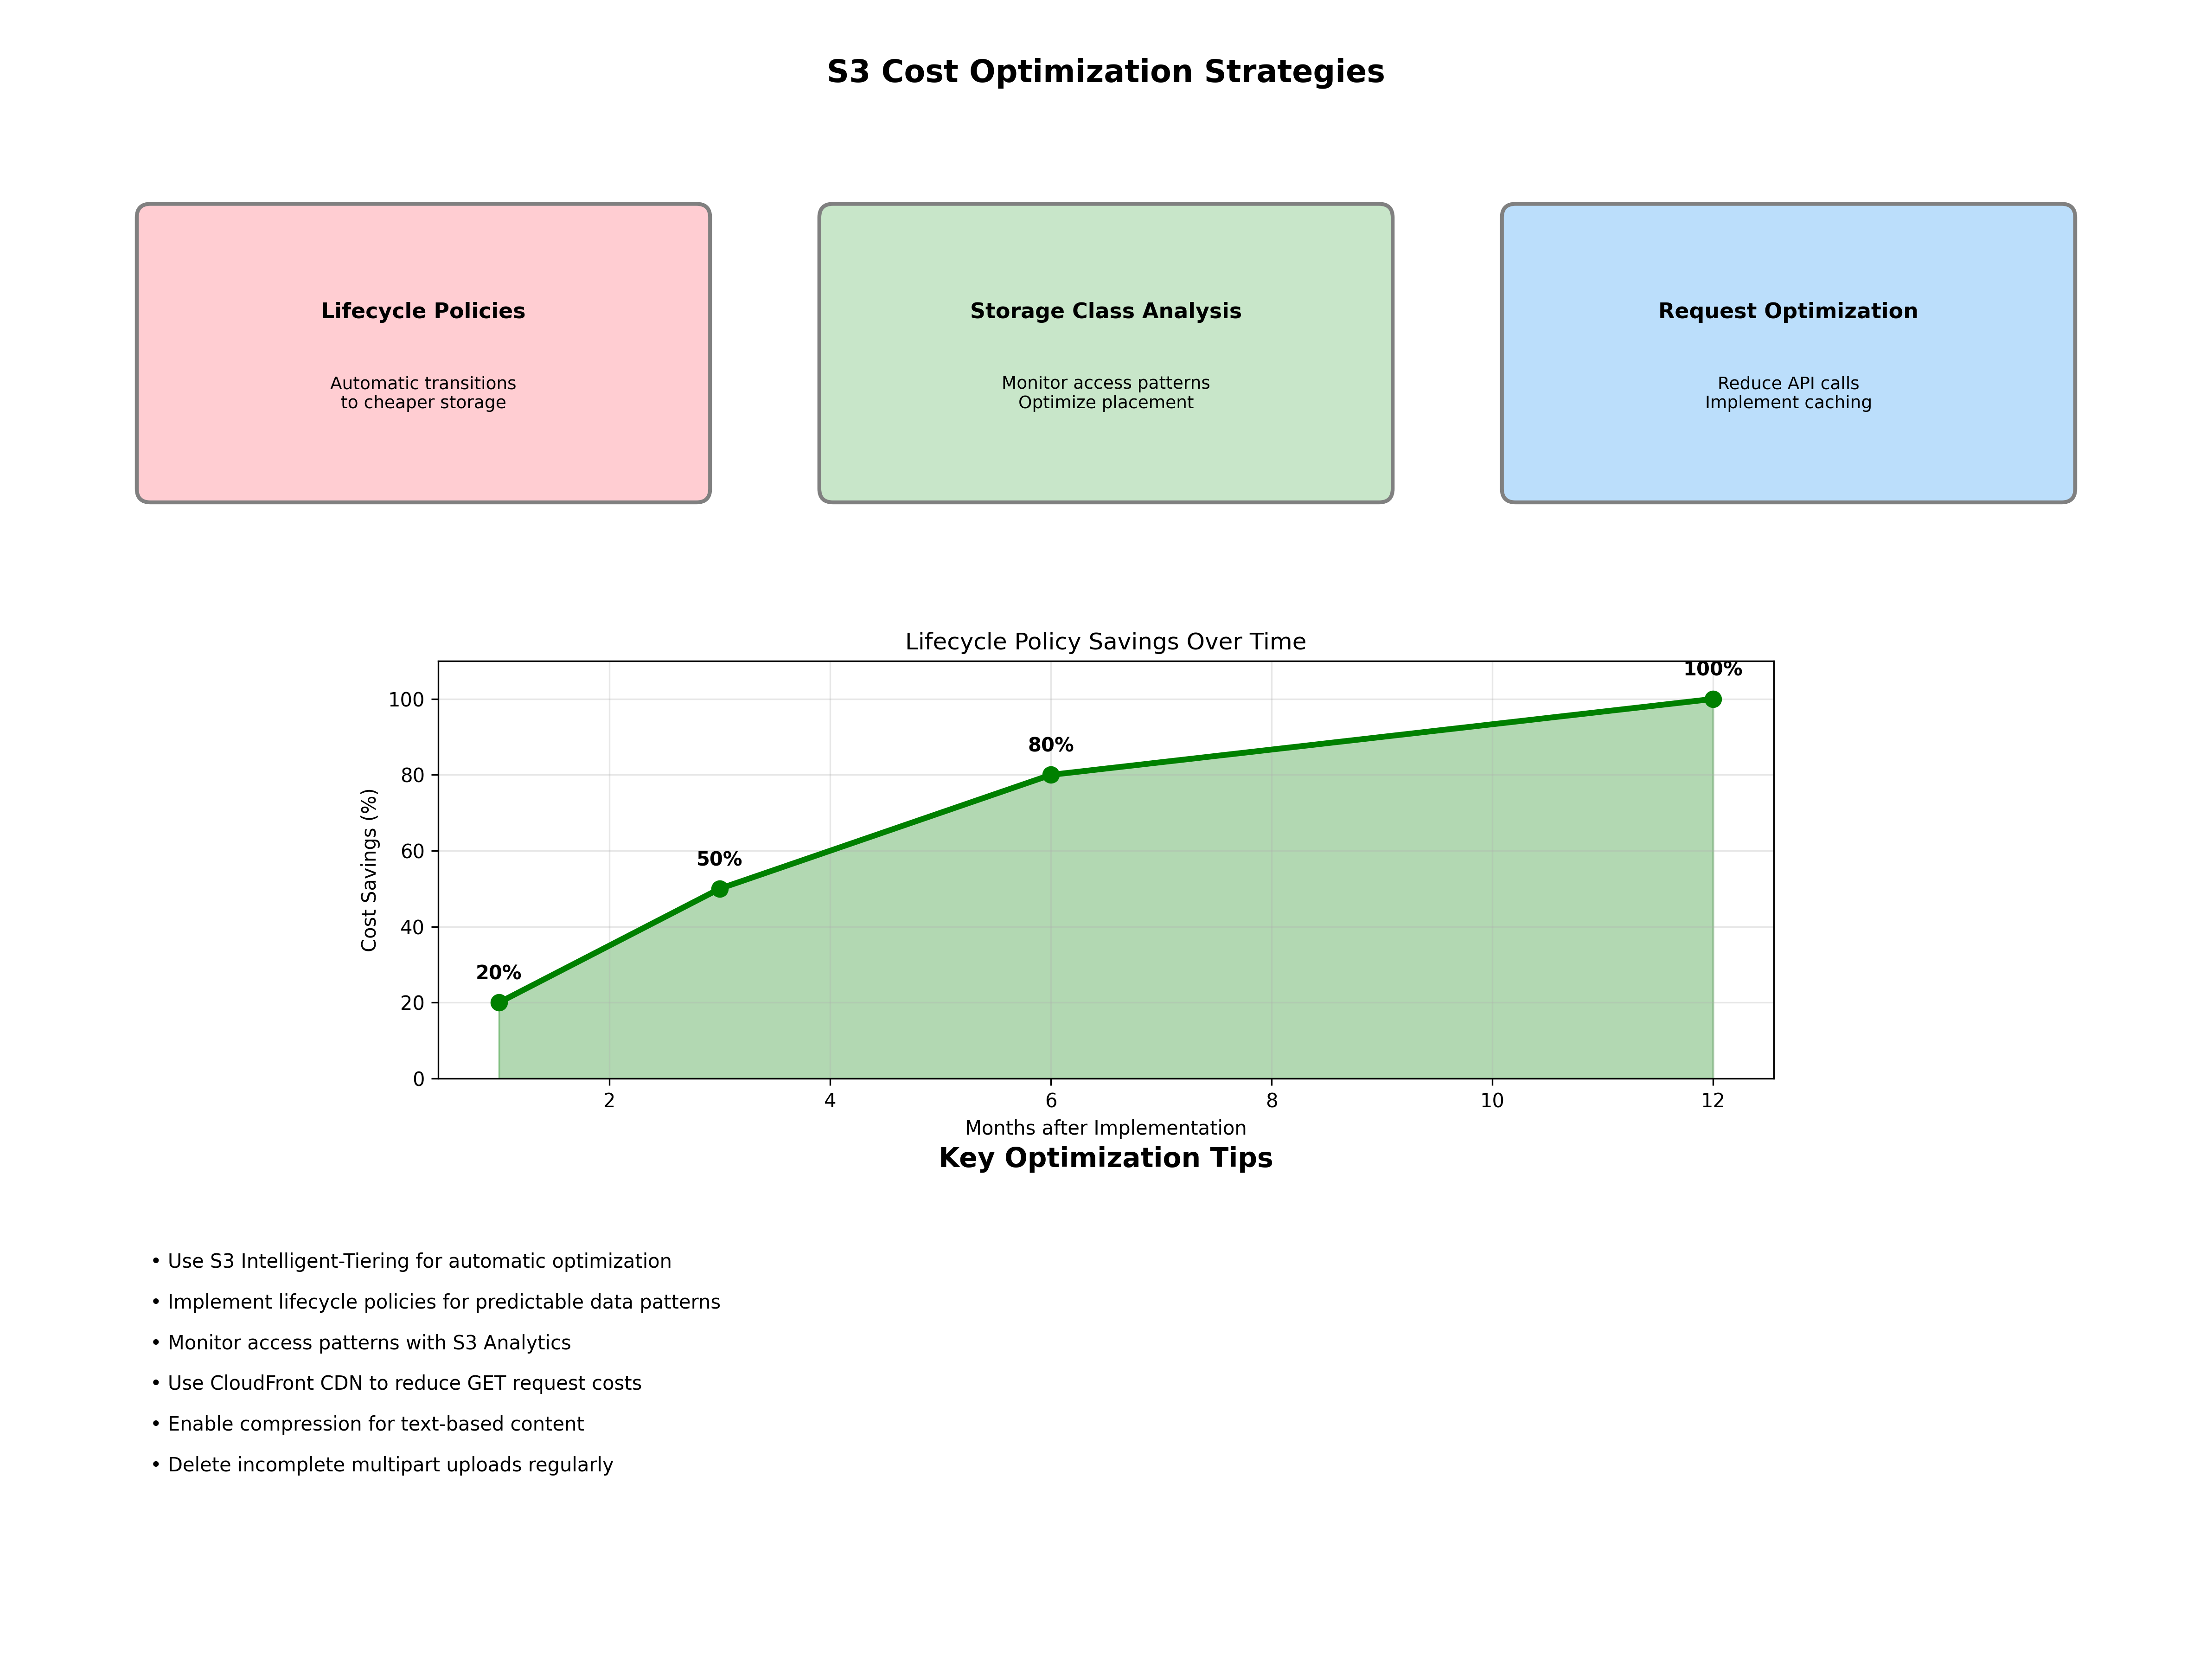 S3 Cost Optimization Strategies
Lifecycle Policies
Automatic transitions
to cheaper storage
Storage Class Analysis
Monitor access patterns
Optimize placement
Request Optimization
Reduce API calls
Implement caching
Lifecycle Policy Savings Over Time
Cost Savings (%)
100
80
60
40
20
0
20%
50%
80%
100%
2
4
6
8
10
12
Months after Implementation
Key Optimization Tips
• Use S3 Intelligent-Tiering for automatic optimization
• Implement lifecycle policies for predictable data patterns
• Monitor access patterns with S3 Analytics
• Use CloudFront CDN to reduce GET request costs
• Enable compression for text-based content
• Delete incomplete multipart uploads regularly